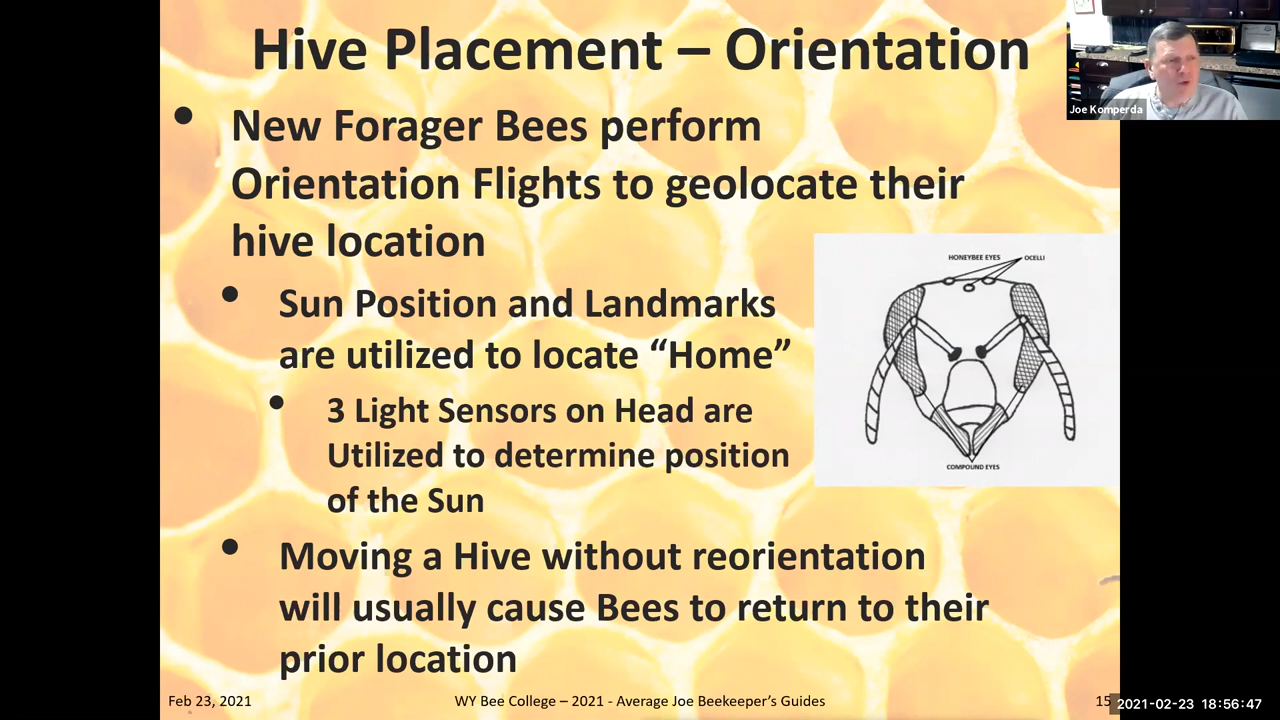 Hive Placement – Orientation
Joe Komperda
• New Forager Bees perform
Orientation Flights to geolocate their
hive location
HONEYBEE EYES
OCELLI
• Sun Position and Landmarks
are utilized to locate “Home”
• 3 Light Sensors on Head are
Utilized to determine position
of the Sun
COMPOUND EYES
• Moving a Hive without reorientation
will usually cause Bees to return to their
prior location
Feb 23, 2021
WY Bee College – 2021 - Average Joe Beekeeper’s Guides
15
2021-02-23 18:56:47